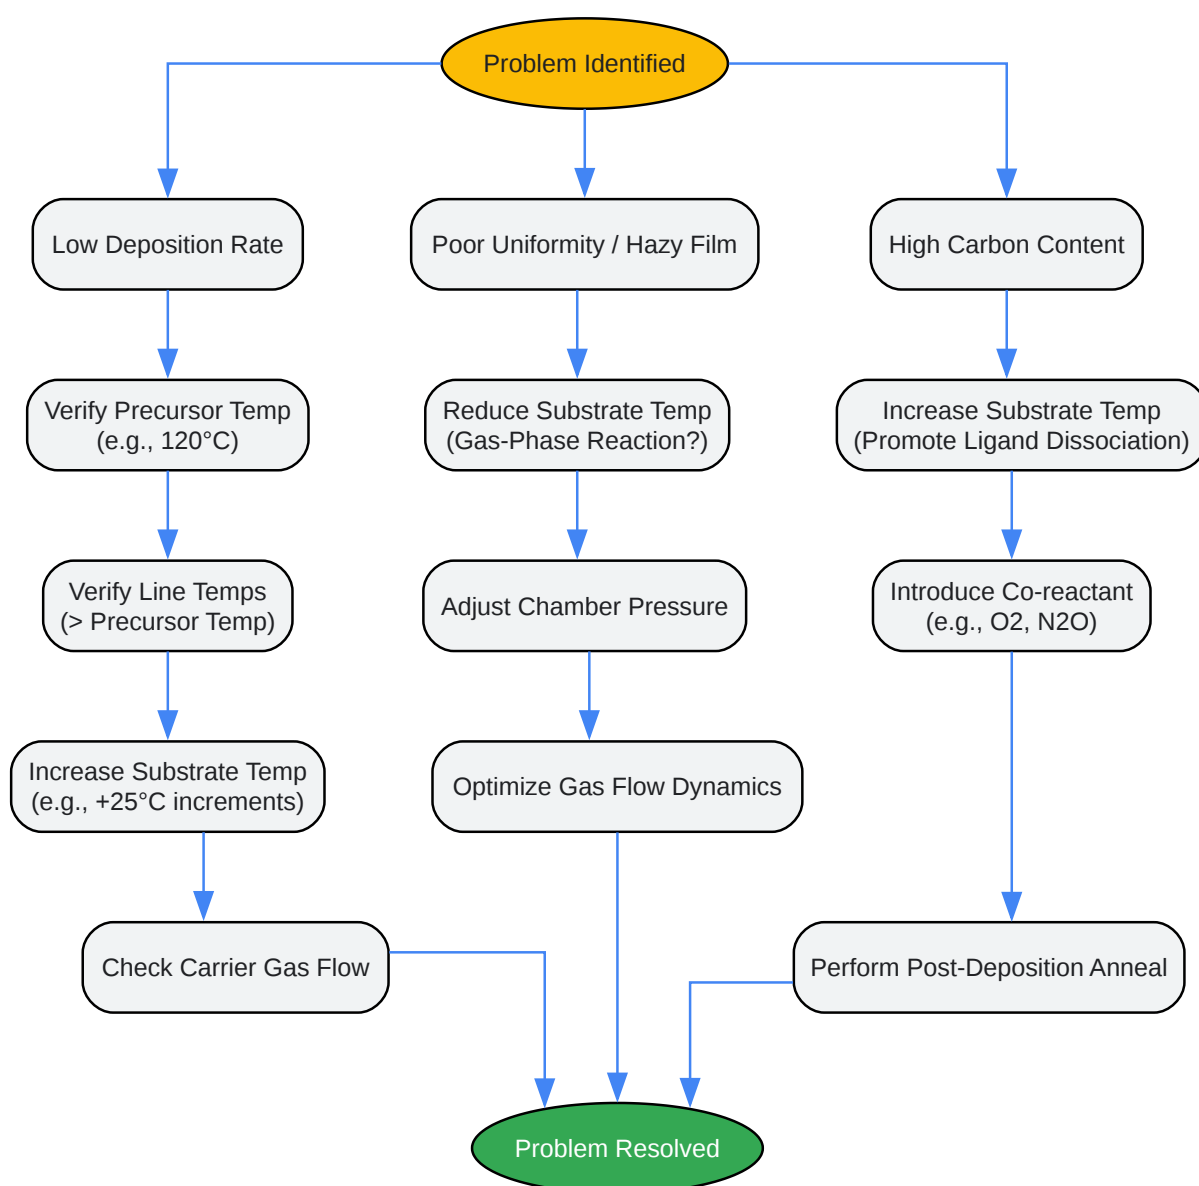 Problem Identified
Low Deposition Rate
Poor Uniformity / Hazy Film
High Carbon Content
Verify Precursor Temp
(e.g., 120°C)
Reduce Substrate Temp
(Gas-Phase Reaction?)
Increase Substrate Temp
(Promote Ligand Dissociation)
Verify Line Temps
(> Precursor Temp)
Adjust Chamber Pressure
Introduce Co-reactant
(e.g., O2, N2O)
Increase Substrate Temp
(e.g., +25°C increments)
Optimize Gas Flow Dynamics
Check Carrier Gas Flow
Perform Post-Deposition Anneal
Problem Resolved